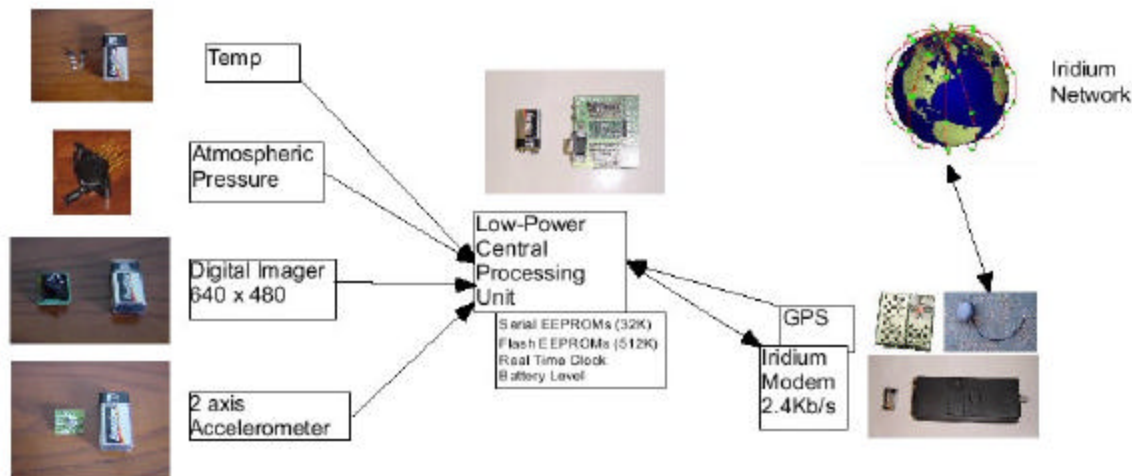 Temp
Atmospheric
Pressure
Digital Imager
640 x 480
2 axis
Accelerometer
Low-Power
Central
Processing
Unit
Serial EEPROMs (32K)
Flash EEPROMs (512K)
Real Time Clock
Battery Level
GPS
Iridium
Modem
2.4Kb/s
Iridium
Network